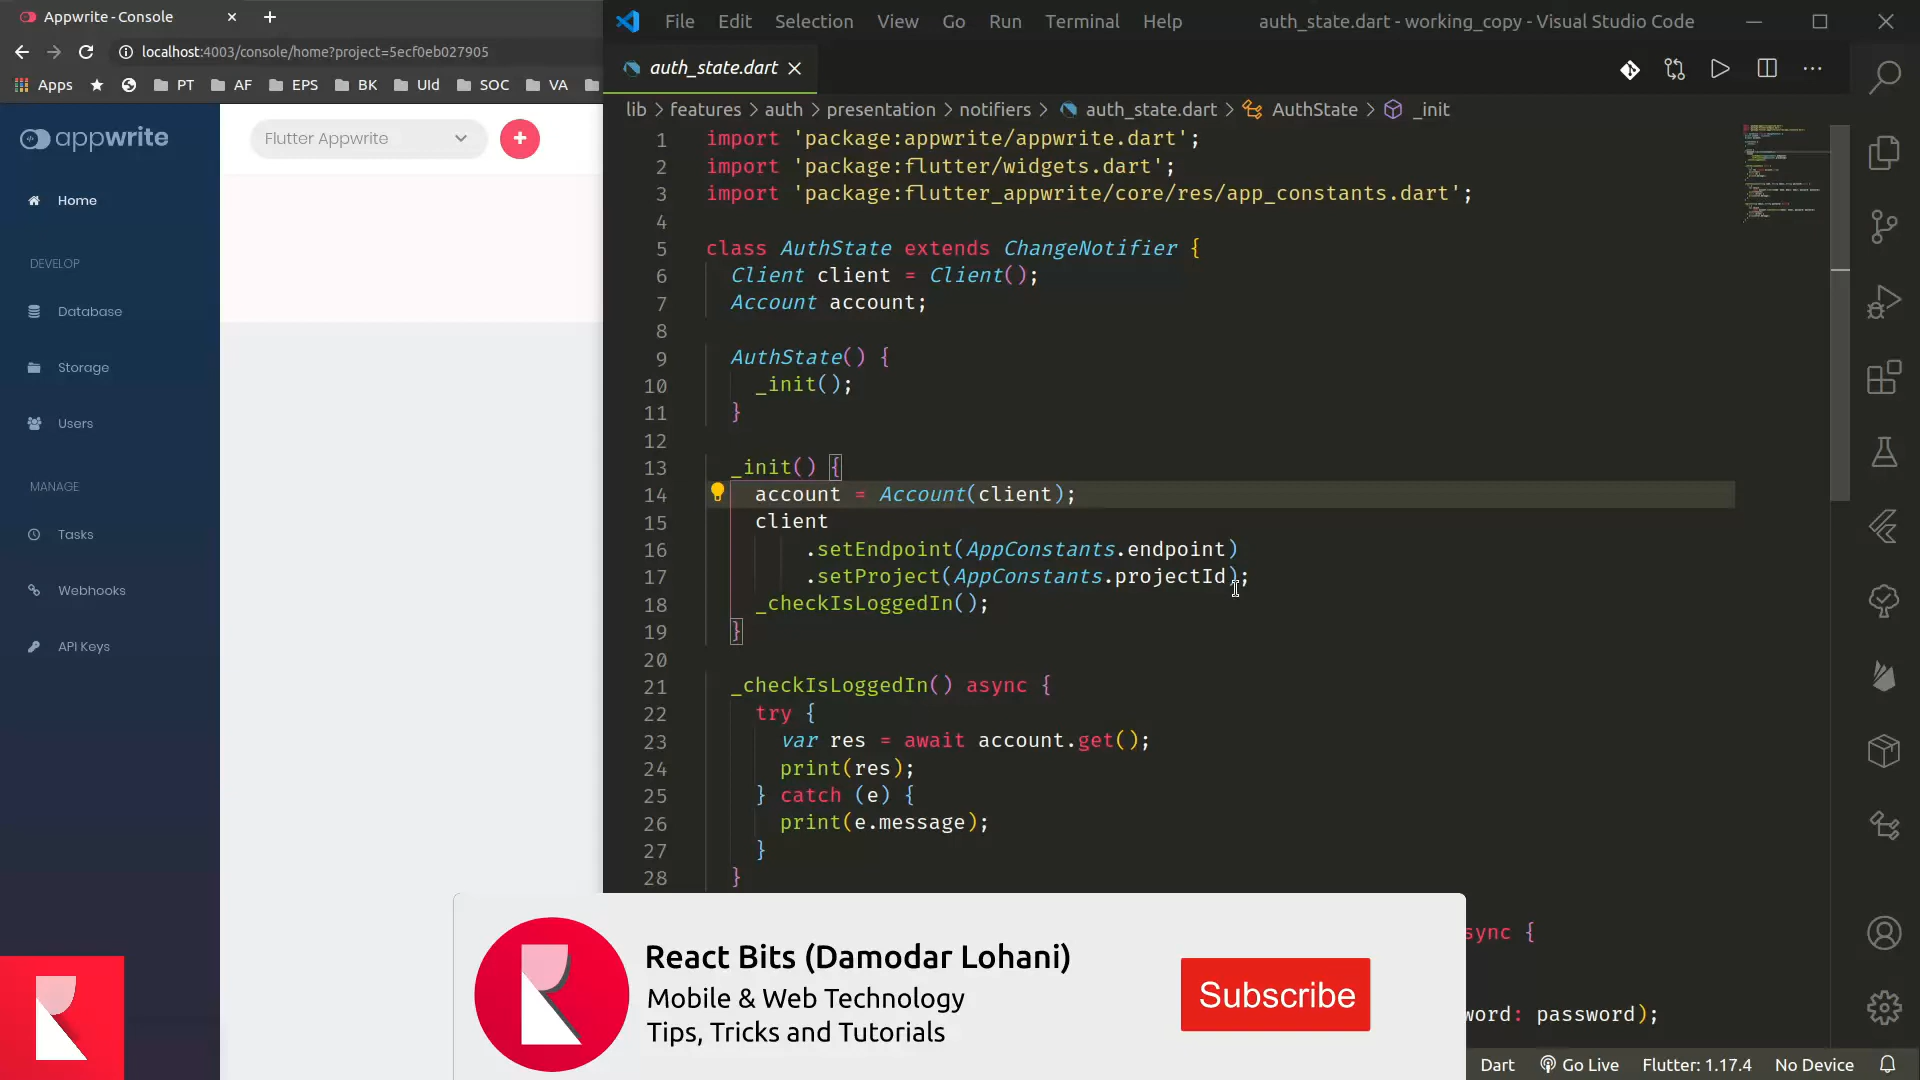 Appwrite - Console
localhost:4003/console/home?project=5ecf0eb027905
Apps PT AF EPS BK UId SOC VA
appwrite
Flutter Appwrite
Home
DEVELOP
Database
Storage
Users
MANAGE
Tasks
Webhooks
API Keys
File Edit Selection View Go Run Terminal Help auth_state.dart - working_copy - Visual Studio Code
auth_state.dart
lib > features > auth > presentation > notifiers > auth_state.dart > AuthState > _init
1 import 'package:appwrite/appwrite.dart';
2 import 'package:flutter/widgets.dart';
3 import 'package:flutter_appwrite/core/res/app_constants.dart';
4
5 class AuthState extends ChangeNotifier {
6 Client client = Client();
7 Account account;
8
9 AuthState() {
10 _init();
11 }
12
13 _init() {
14 account = Account(client);
15 client
16 .setEndpoint(AppConstants.endpoint)
17 .setProject(AppConstants.projectId);
18 _checkIsLoggedIn();
19 }
20
21 _checkIsLoggedIn() async {
22 try {
23 var res = await account.get();
24 print(res);
25 } catch (e) {
26 print(e.message);
27 }
28 }
sync {
word: password);
React Bits (Damodar Lohani)
Mobile & Web Technology
Tips, Tricks and Tutorials
Subscribe
Dart Go Live Flutter: 1.17.4 No Device